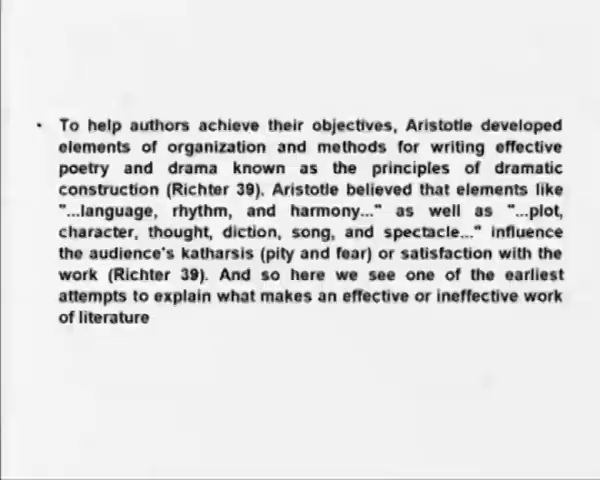 • To help authors achieve their objectives, Aristotle developed
elements of organization and methods for writing effective
poetry and drama known as the principles of dramatic
construction (Richter 39). Aristotle believed that elements like
"...language, rhythm, and harmony..." as well as "...plot,
character, thought, diction, song, and spectacle..." influence
the audience's katharsis (pity and fear) or satisfaction with the
work (Richter 39). And so here we see one of the earliest
attempts to explain what makes an effective or ineffective work
of literature